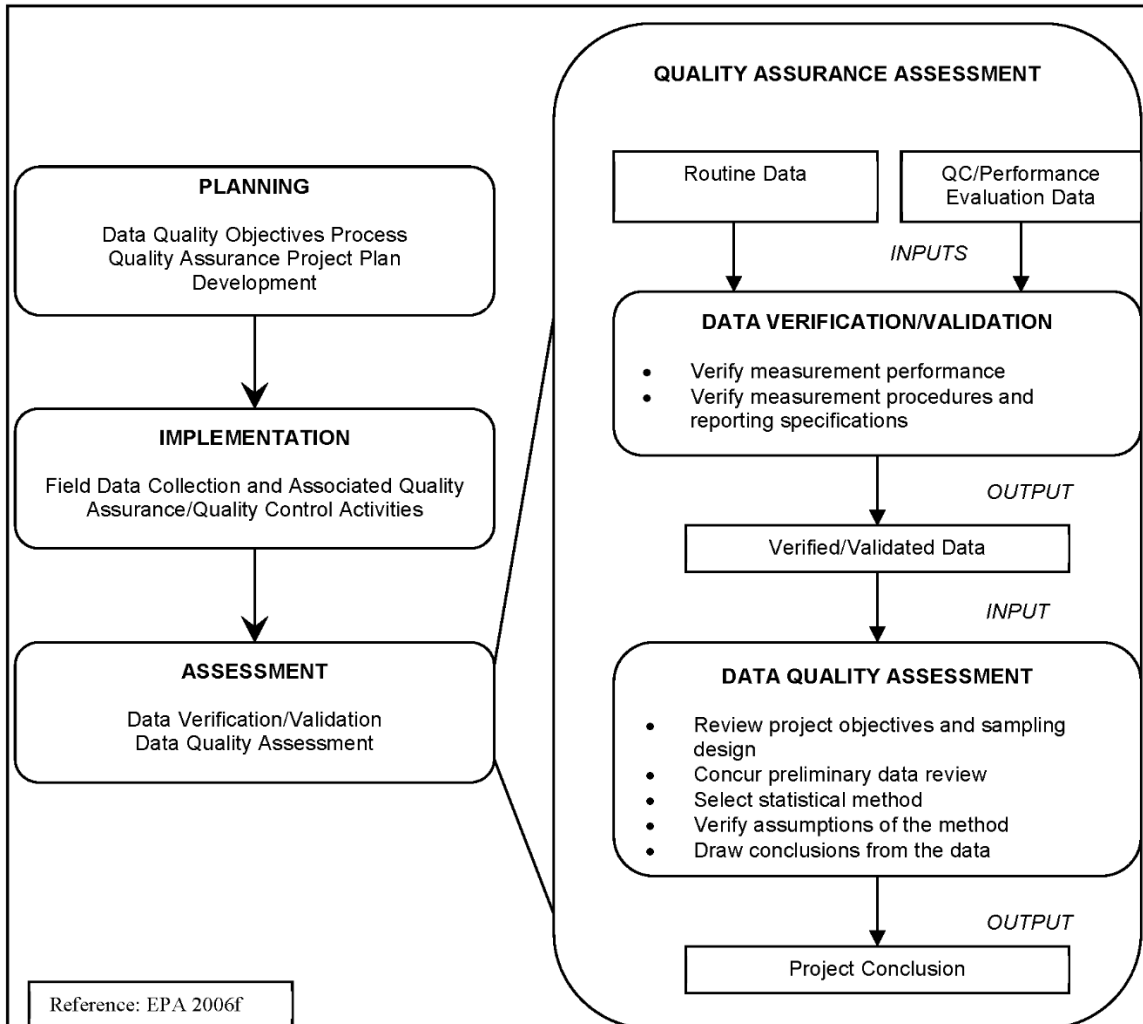 PLANNING
Data Quality Objectives Process
Quality Assurance Project Plan
Development
IMPLEMENTATION
Field Data Collection and Associated Quality
Assurance/Quality Control Activities
ASSESSMENT
Data Verification/Validation
Data Quality Assessment
Reference: EPA 2006f
QUALITY ASSURANCE ASSESSMENT
Routine Data
QC/Performance
Evaluation Data
INPUTS
DATA VERIFICATION/VALIDATION
• Verify measurement performance
• Verify measurement procedures and
reporting specifications
OUTPUT
Verified/Validated Data
INPUT
DATA QUALITY ASSESSMENT
• Review project objectives and sampling
design
• Concur preliminary data review
• Select statistical method
• Verify assumptions of the method
• Draw conclusions from the data
OUTPUT
Project Conclusion